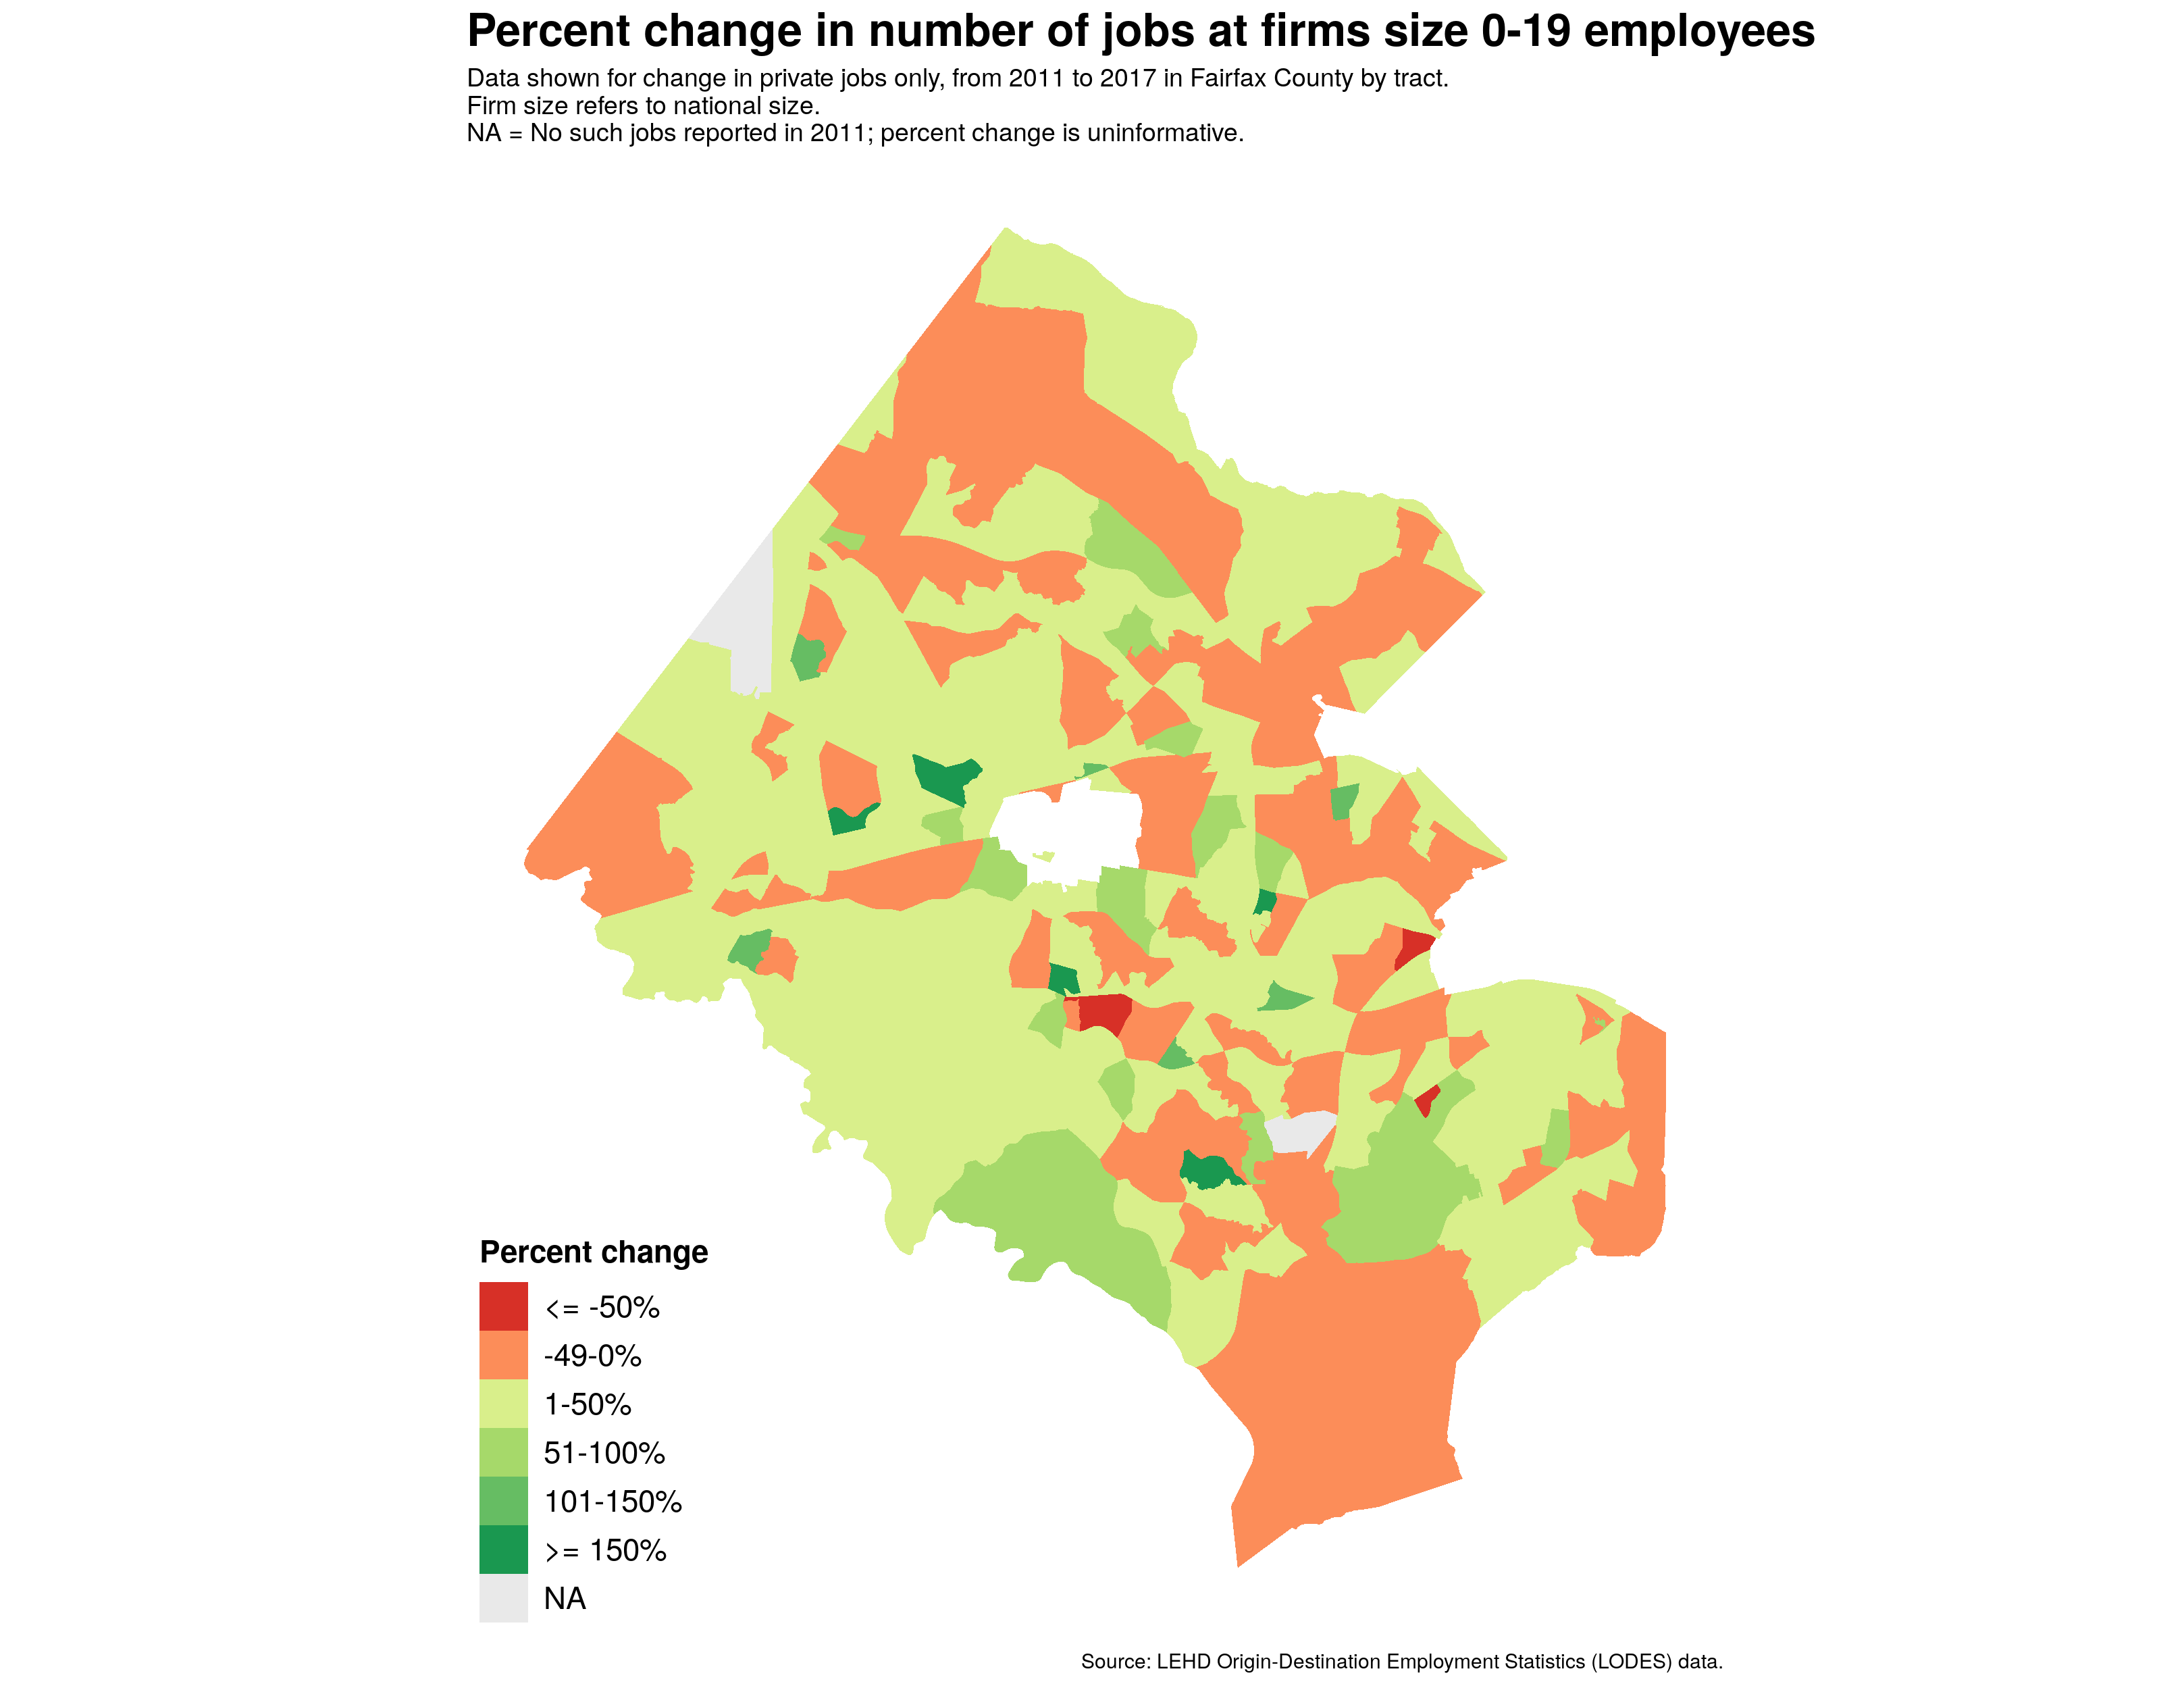 Percent change in number of jobs at firms size 0-19 employees
Data shown for change in private jobs only, from 2011 to 2017 in Fairfax County by tract.
Firm size refers to national size.
NA = No such jobs reported in 2011; percent change is uninformative.
Percent change
<= -50%
-49-0%
1-50%
51-100%
101-150%
>= 150%
NA
Source: LEHD Origin-Destination Employment Statistics (LODES) data.